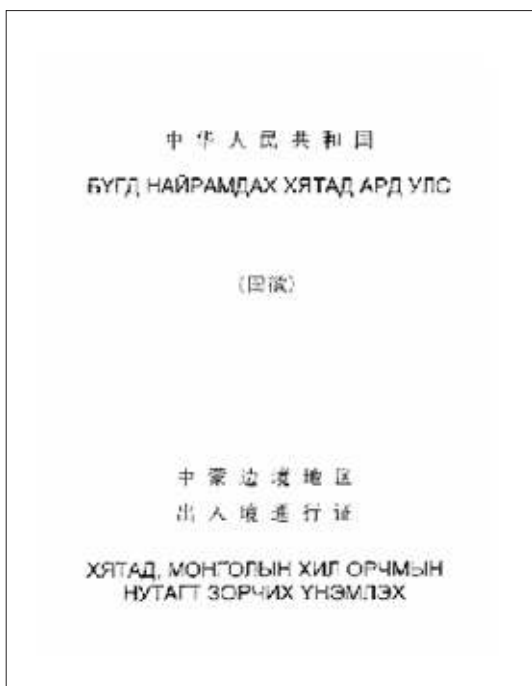 中华人民共和国
БҮГД НАЙРАМДАХ ХЯТАД АРД УЛС
(国徽)
中蒙边境地区
出入境通行证
ХЯТАД, МОНГОЛЫН ХИЛ ОРЧМЫН
НУТАГТ ЗОРЧИХ ҮНЭМЛЭХ